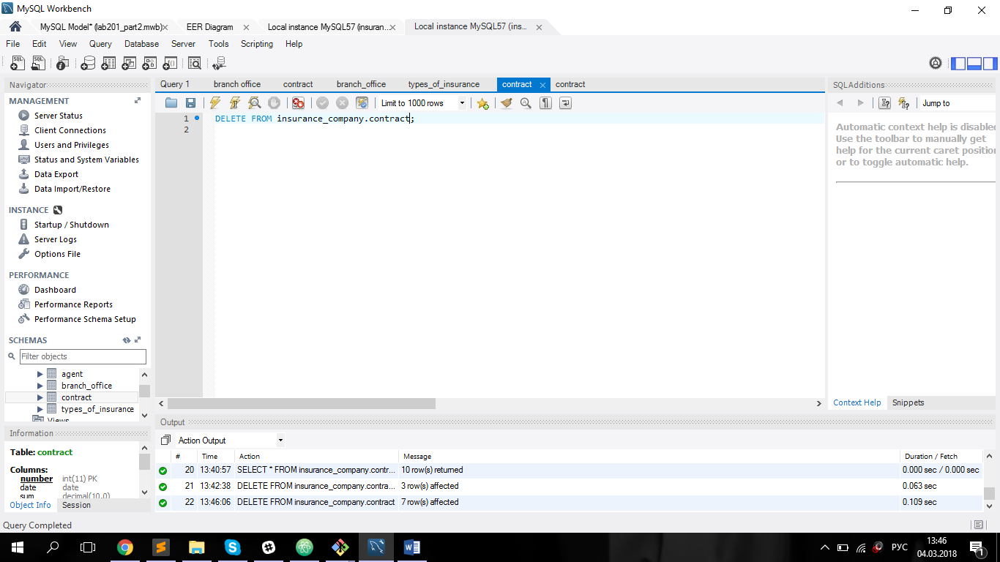 MySQL Workbench
MySQL Model* (lab201_part2.mwb)
EER Diagram
Local instance MySQL57 (insuran...
Local instance MySQL57 (ins...
File Edit View Query Database Server Tools Scripting Help
Navigator
MANAGEMENT
Server Status
Client Connections
Users and Privileges
Status and System Variables
Data Export
Data Import/Restore
INSTANCE
Startup / Shutdown
Server Logs
Options File
PERFORMANCE
Dashboard
Performance Reports
Performance Schema Setup
SCHEMAS
Filter objects
agent
branch_office
contract
types_of_insurance
Views
Information
Table: contract
Columns:
number int(11) PK
date date
sum decimal(10,0)
Object Info Session
Query 1 branch office contract branch_office types_of_insurance contract contract
Limit to 1000 rows
1 DELETE FROM insurance_company.contract;
2
SQLAdditions
Jump to
Automatic context help is disabled
Use the toolbar to manually get
help for the current caret position
or to toggle automatic help.
Context Help Snippets
Output
Action Output
# Time Action Message Duration / Fetch
20 13:40:57 SELECT * FROM insurance_company.contr... 10 row(s) returned 0.000 sec / 0.000 sec
21 13:42:38 DELETE FROM insurance_company.contra... 3 row(s) affected 0.063 sec
22 13:46:06 DELETE FROM insurance_company.contract 7 row(s) affected 0.109 sec
Query Completed
РУС
13:46
04.03.2018
1